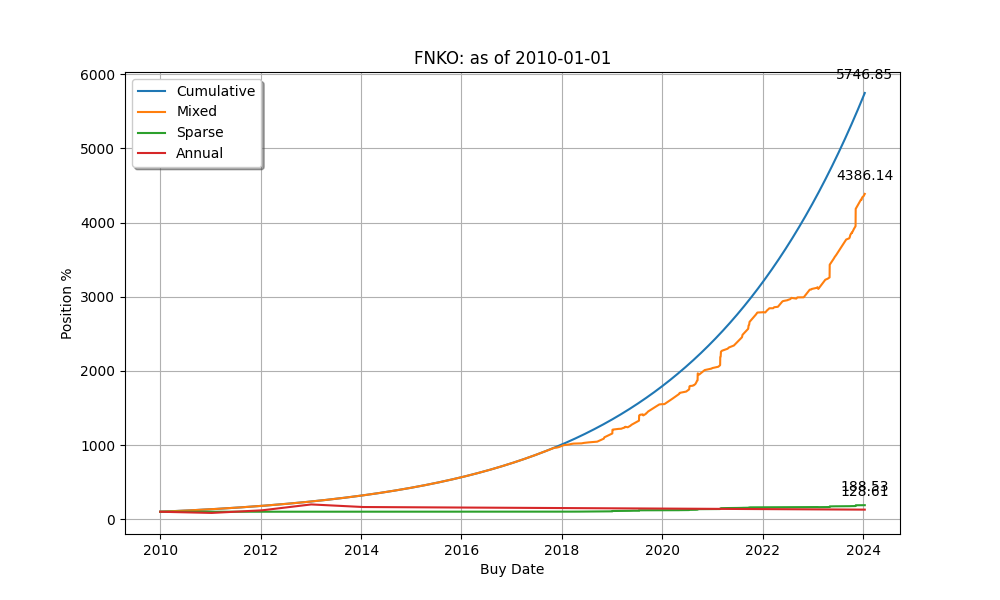 FNKO: as of 2010-01-01
Cumulative
Mixed
Sparse
Annual
5746.85
4386.14
188.53
128.61
Position %
6000
5000
4000
3000
2000
1000
0
2010
2012
2014
2016
2018
2020
2022
2024
Buy Date